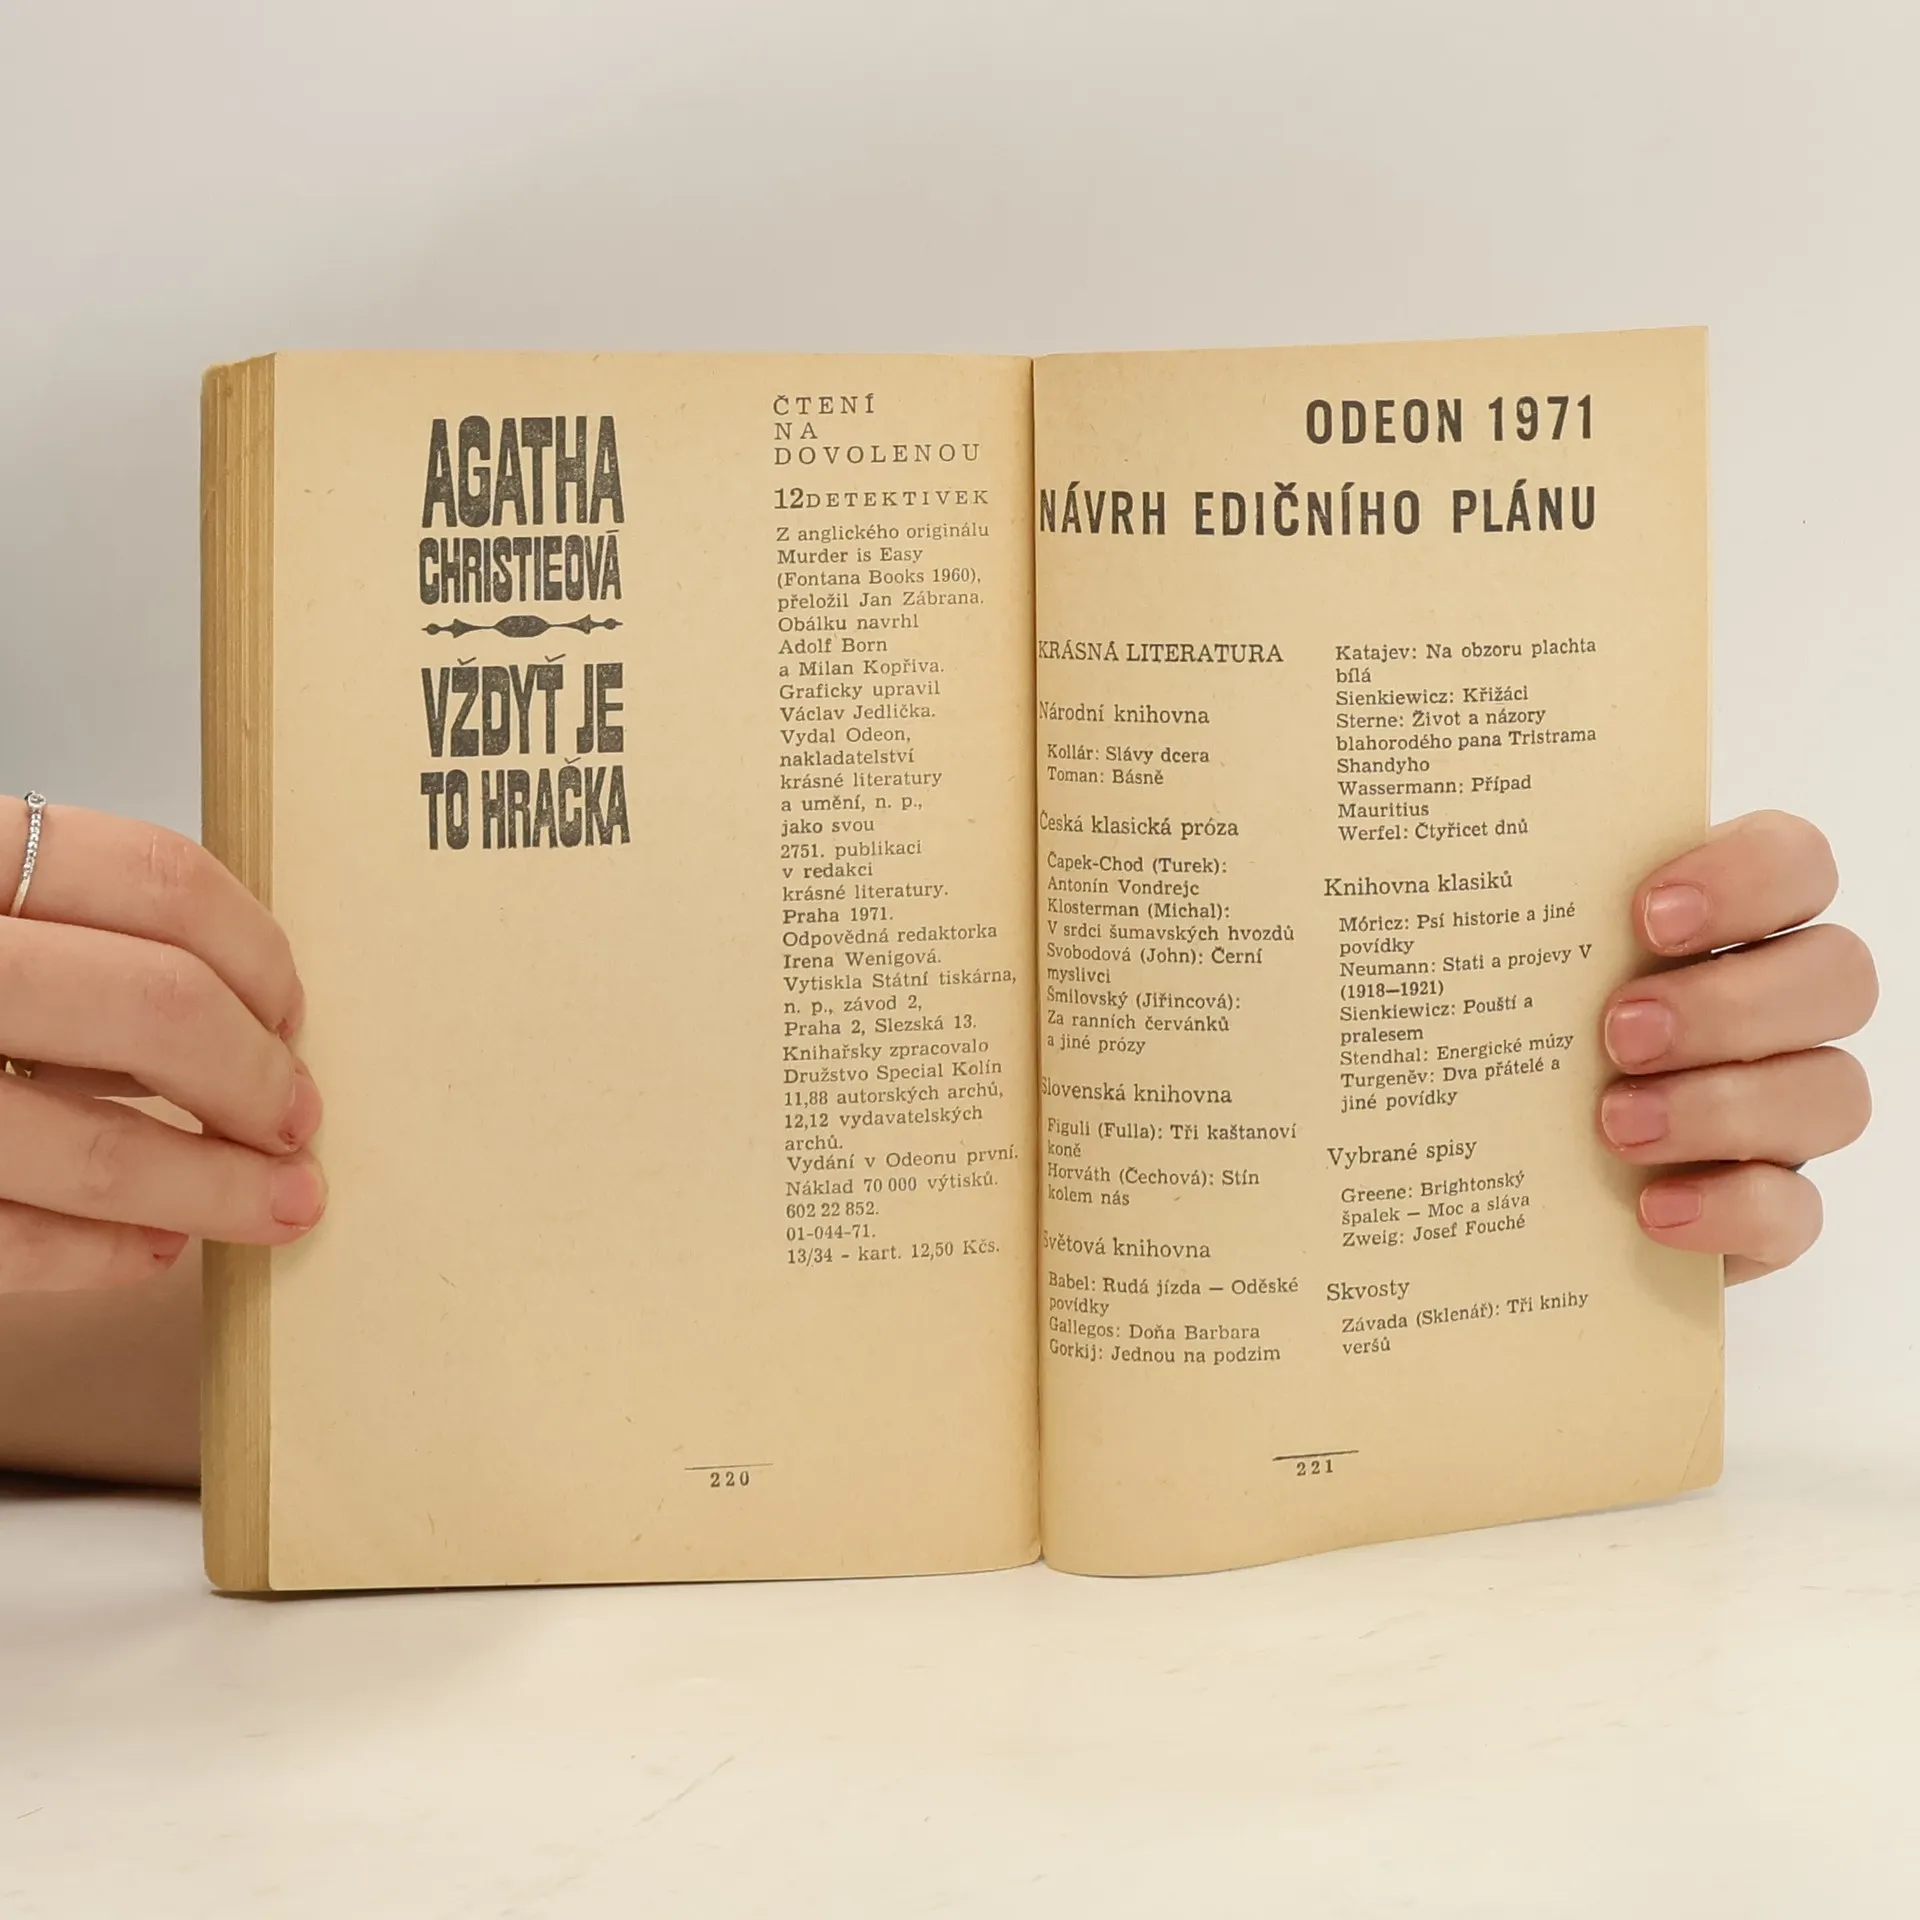 AGATHA
CHRISTIEOVÁ
VŽDYŤ JE
TO HRAČKA
ČTENÍ
NA
DOVOLENOU
12 DETEKTIVEK
Z anglického originálu
Murder is Easy
(Fontana Books 1960),
přeložil Jan Zábrana.
Obálku navrhl
Adolf Born
a Milan Kopřiva.
Graficky upravil
Václav Jedlička.
Vydal Odeon,
nakladatelství
krásné literatury
a umění, n. p.,
jako svou
2751. publikaci
v redakci
krásné literatury.
Praha 1971.
Odpovědná redaktorka
Irena Wenigová.
Vytiskla Státní tiskárna,
n. p., závod 2,
Praha 2, Slezská 13.
Knihařsky zpracovalo
Družstvo Special Kolín
11,88 autorských archů,
12,12 vydavatelských
archů.
Vydání v Odeonu první.
Náklad 70 000 výtisků.
602 22 852.
01-044-71.
13/34 - kart. 12,50 Kčs.
220
ODEON 1971
NÁVRH EDIČNÍHO PLÁNU
KRÁSNÁ LITERATURA
Národní knihovna
Kollár: Slávy dcera
Toman: Básně
Česká klasická próza
Čapek-Chod (Turek):
Antonín Vondrejc
Klosterman (Michal):
V srdci šumavských hvozdů
Svobodová (John): Černí
myslivci
Šmilovský (Jiřincová):
Za ranních červánků
a jiné prózy
Slovenská knihovna
Figuli (Fulla): Tři kaštanoví
koně
Horváth (Čechová): Stín
kolem nás
Světová knihovna
Babel: Rudá jízda — Oděské
povídky
Gallegos: Doňa Barbara
Gorkij: Jednou na podzim
Katajev: Na obzoru plachta
bílá
Sienkiewicz: Křižáci
Sterne: Život a názory
blahorodého pana Tristrama
Shandyho
Wassermann: Případ
Mauritius
Werfel: Čtyřicet dnů
Knihovna klasiků
Móricz: Psí historie a jiné
povídky
Neumann: Stati a projevy V
(1918—1921)
Sienkiewicz: Pouští a
pralesem
Stendhal: Energické múzy
Turgeněv: Dva přátelé a
jiné povídky
Vybrané spisy
Greene: Brightonský
špalek — Moc a sláva
Zweig: Josef Fouché
Skvosty
Závada (Sklenář): Tři knihy
veršů
221